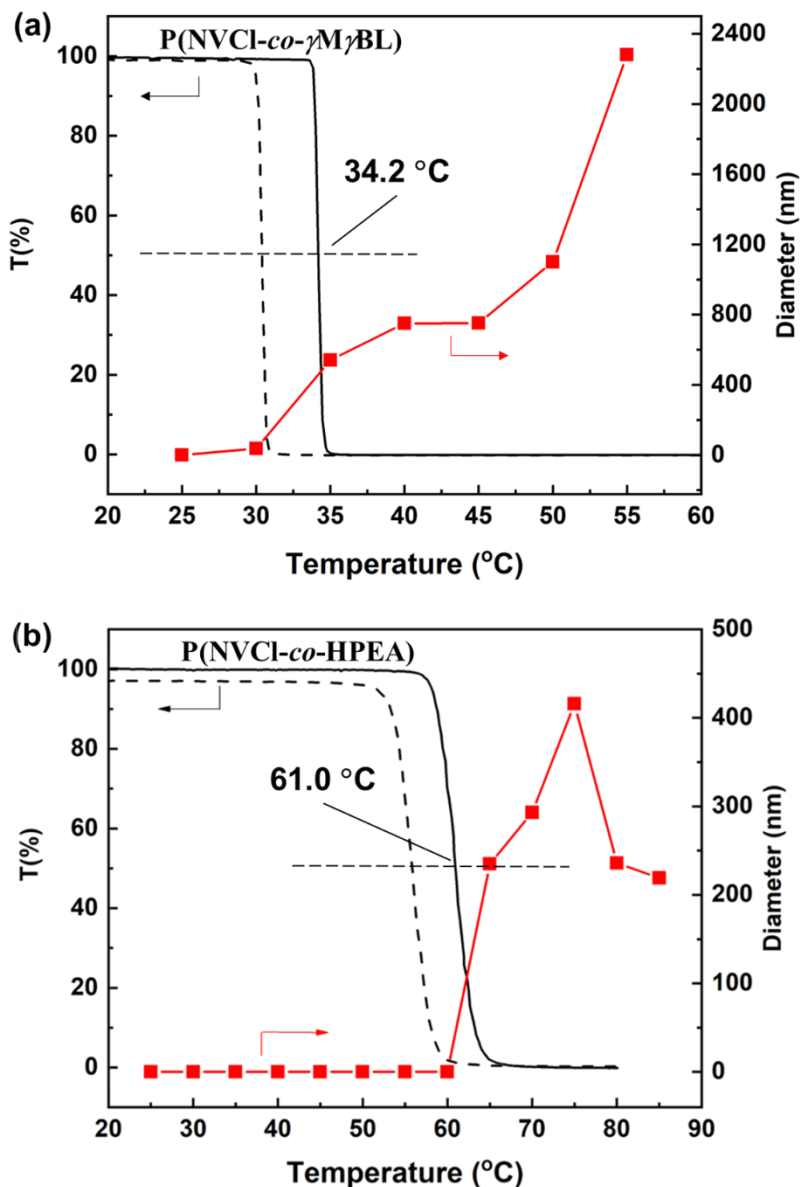 (a)
P(NVCl-co-γMγBL)
100
80
60
40
20
0
T(%)
34.2 °C
2400
2200
2000
1600
1200
800
400
0
Diameter (nm)
20 25 30 35 40 45 50 55 60
Temperature (°C)
(b)
P(NVCl-co-HPEA)
100
80
60
40
20
0
T(%)
61.0 °C
500
400
300
200
100
0
Diameter (nm)
20 30 40 50 60 70 80 90
Temperature (°C)